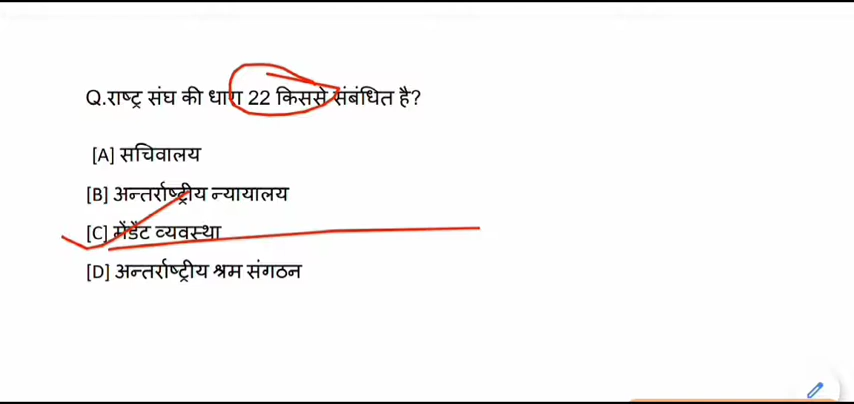 Q.राष्ट्र संघ की धारा 22 किससे संबंधित है?
[A] सचिवालय
[B] अन्तर्राष्ट्रीय न्यायालय
[C] मेंडैट व्यवस्था
[D] अन्तर्राष्ट्रीय श्रम संगठन